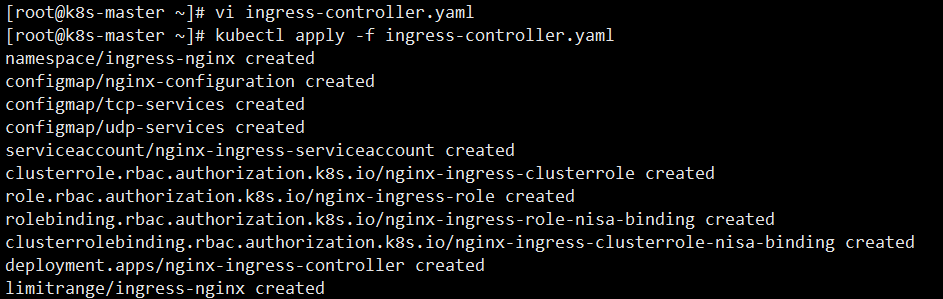 [root@k8s-master ~]# vi ingress-controller.yaml
[root@k8s-master ~]# kubectl apply -f ingress-controller.yaml
namespace/ingress-nginx created
configmap/nginx-configuration created
configmap/tcp-services created
configmap/udp-services created
serviceaccount/nginx-ingress-serviceaccount created
clusterrole.rbac.authorization.k8s.io/nginx-ingress-clusterrole created
role.rbac.authorization.k8s.io/nginx-ingress-role created
rolebinding.rbac.authorization.k8s.io/nginx-ingress-role-nisa-binding created
clusterrolebinding.rbac.authorization.k8s.io/nginx-ingress-clusterrole-nisa-binding created
deployment.apps/nginx-ingress-controller created
limitrange/ingress-nginx created